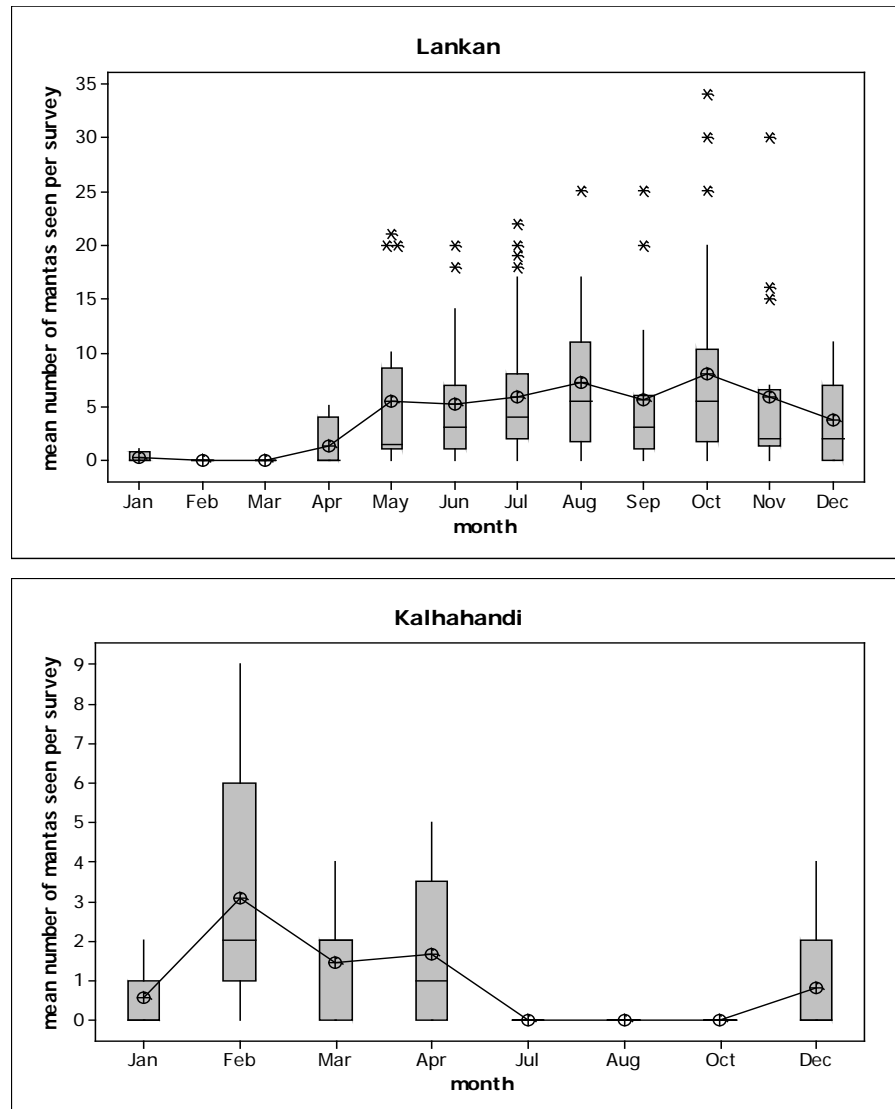 Lankan
mean number of mantas seen per survey
35
30
25
20
15
10
5
0
Jan Feb Mar Apr May Jun Jul Aug Sep Oct Nov Dec
month
Kalhahandi
mean number of mantas seen per survey
9
8
7
6
5
4
3
2
1
0
Jan Feb Mar Apr Jul Aug Oct Dec
month